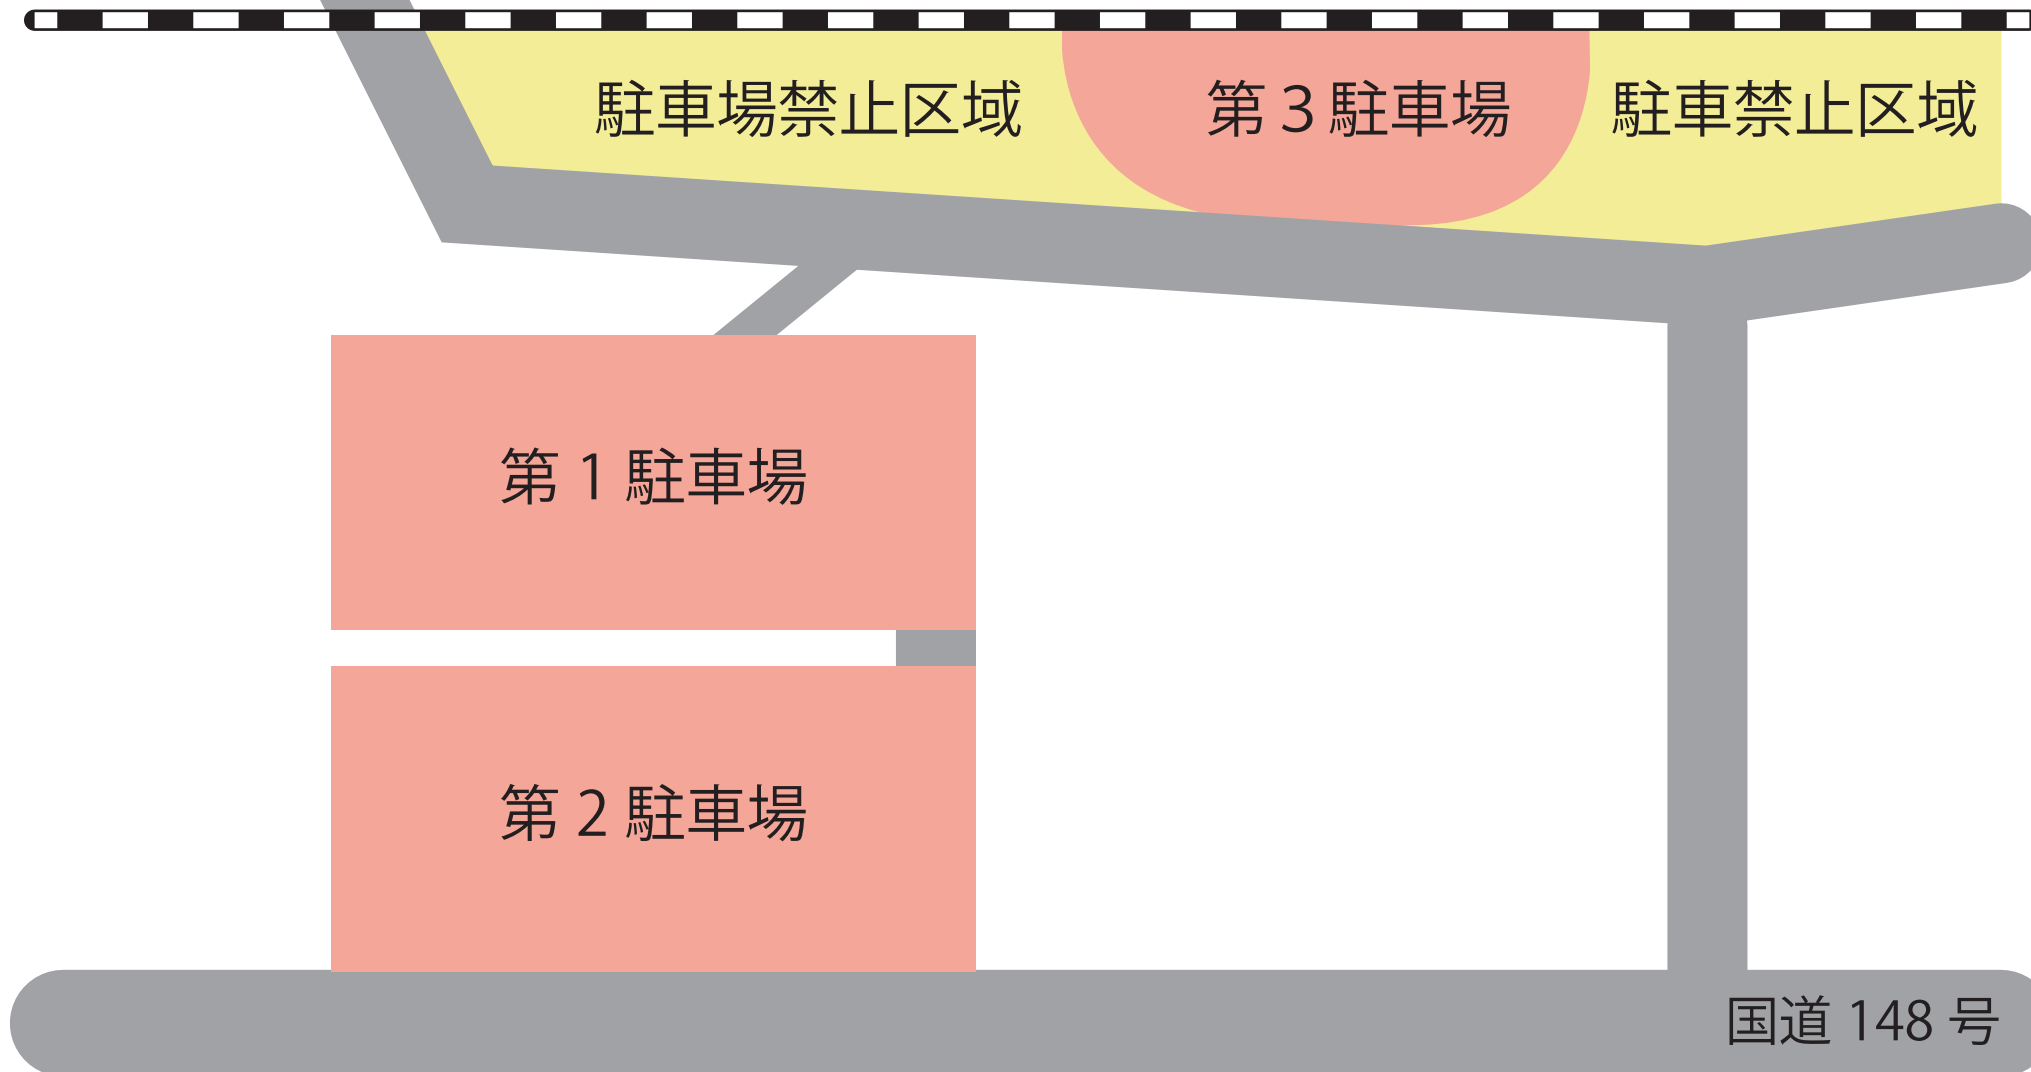 駐車場禁止区域
第 3 駐車場
駐車禁止区域
第 1 駐車場
第 2 駐車場
国道 148 号